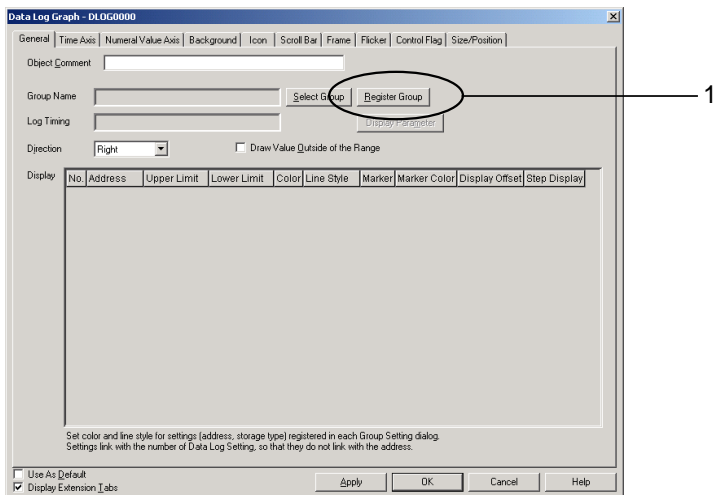 Data Log Graph - DLOG0000
General Time Axis Numeral Value Axis Background Icon Scroll Bar Frame Flicker Control Flag Size/Position
Object Comment
Group Name Select Group Register Group 1
Log Timing Display Parameter
Direction Right Draw Value Outside of the Range
Display No. Address Upper Limit Lower Limit Color Line Style Marker Marker Color Display Offset Step Display
Set color and line style for settings (address, storage type) registered in each Group Setting dialog.
Settings link with the number of Data Log Setting, so that they do not link with the address.
Use As Default
Display Extension Tabs
Apply OK Cancel Help